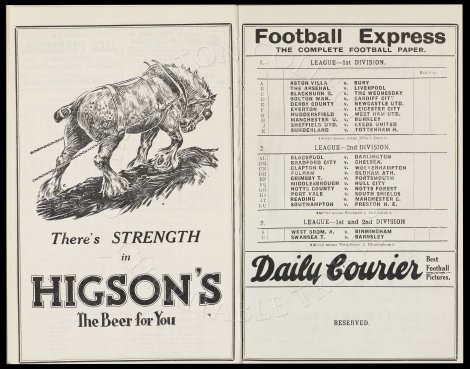 There's STRENGTH
in
HIGSON'S
The Beer for You
Football Express
THE COMPLETE FOOTBALL PAPER.
1. LEAGUE—1st DIVISION.
A ASTON VILLA v. BURY
B THE ARSENAL v. LIVERPOOL
C BLACKBURN R. v. THE WEDNESDAY
D BOLTON WAN. v. CARDIFF CITY
E DERBY COUNTY v. NEWCASTLE UTD.
F EVERTON v. LEICESTER CITY
G HUDDERSFIELD v. WEST HAM UTD.
H MANCHESTER U. v. BURNLEY
J SHEFFIELD UTD. v. LEEDS UNITED
K SUNDERLAND v. TOTTENHAM H.
2. LEAGUE—2nd DIVISION.
BLACKPOOL v. DARLINGTON
BRADFORD CITY v. CHELSEA.
CLAPTON O. v. WOLVERHAMPTON
FULHAM v. OLDHAM ATH.
GRIMSBY T. v. PORTSMOUTH
MIDDLESBROUGH v. HULL CITY
NOTTS COUNTY v. NOTTS FOREST
PORT VALE v. SOUTH SHIELDS
READING v. MANCHESTER C.
SOUTHAMPTON v. PRESTON N. E.
3. LEAGUE—1st and 2nd DIVISION
WEST BROM. A. v. BIRMINGHAM
SWANSEA T. v. BARNSLEY
Daily Courier
Best
Football
Pictures.
RESERVED.